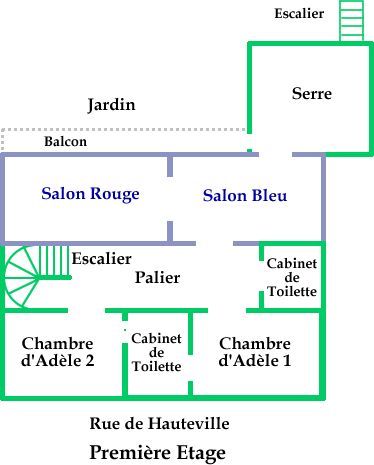 Escalier
Serre
Jardin
Balcon
Salon Rouge
Salon Bleu
Escalier
Palier
Cabinet
de
Toilette
Chambre
d'Adèle 2
Cabinet
de
Toilette
Chambre
d'Adèle 1
Rue de Hauteville
Première Etage